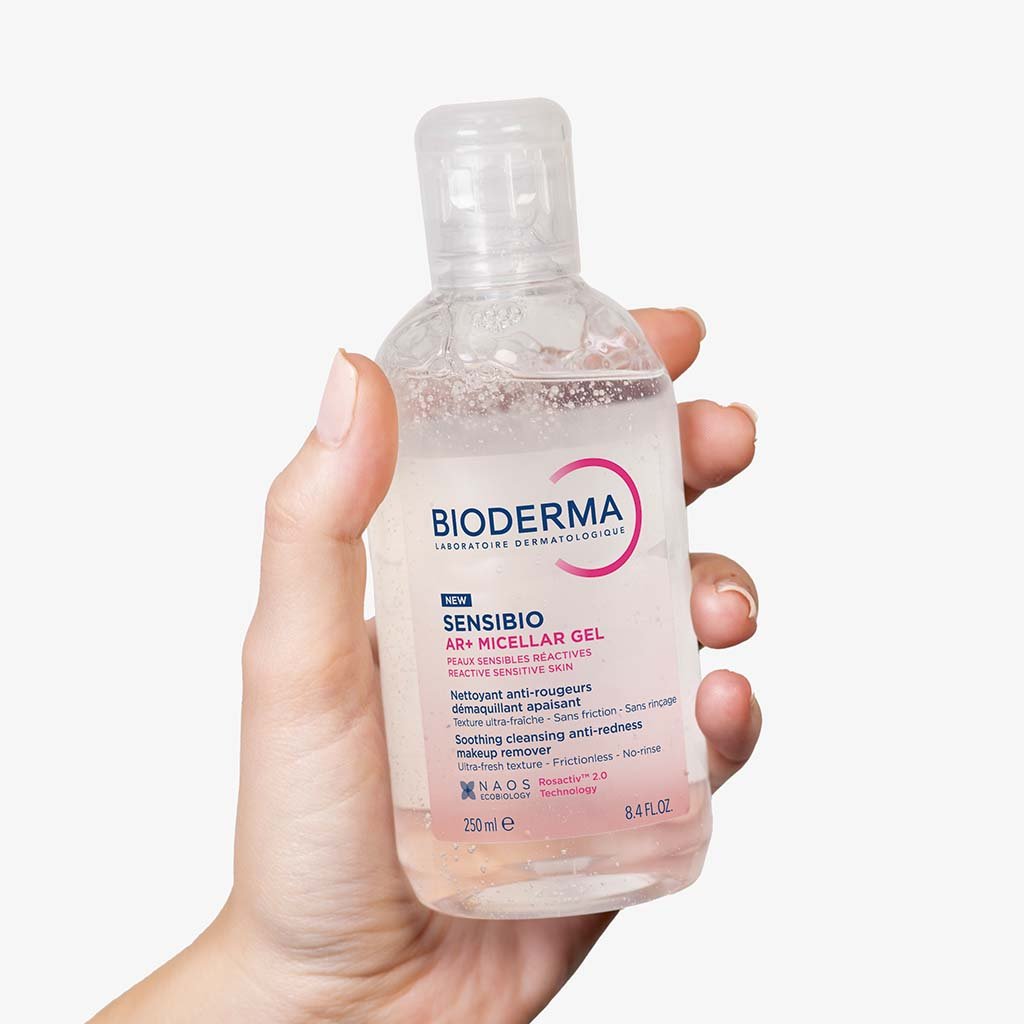 BIODERMA
LABORATOIRE DERMATOLOGIQUE
NEW
SENSIBIO
AR+ MICELLAR GEL
PEAUX SENSIBLES RÉACTIVES
REACTIVE SENSITIVE SKIN
Nettoyant anti-rougeurs
démaquillant apaisant
Texture ultra-fraîche - Sans friction - Sans rinçage
Soothing cleansing anti-redness
makeup remover
Ultra-fresh texture - Frictionless - No-rinse
NAOS
ECOBIOLOGY
Rosactiv™ 2.0
Technology
250 ml ℮
8.4 FL.OZ.